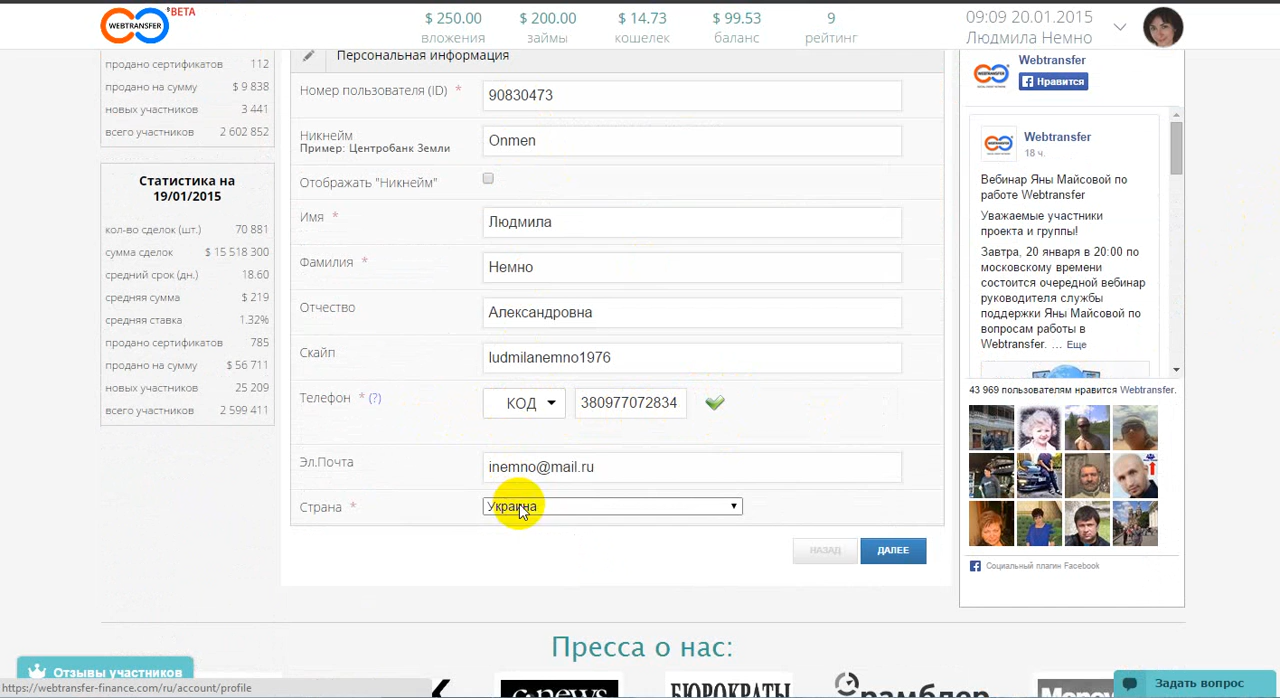 WEBTRANSFER
BETA
$ 250.00
вложения
$ 200.00
займы
$ 14.73
кошелек
$ 99.53
баланс
9
рейтинг
09:09 20.01.2015
Людмила Немно
продано сертификатов 112
продано на сумму $ 9 838
новых участников 3 441
всего участников 2 602 852
Статистика на
19/01/2015
кол-во сделок (шт.) 70 881
сумма сделок $ 15 518 300
средний срок (дн.) 18.60
средняя сумма $ 219
средняя ставка 1.32%
продано сертификатов 785
продано на сумму $ 56 711
новых участников 25 209
всего участников 2 599 411
Персональная информация
Номер пользователя (ID) * 90830473
Никнейм
Пример: Центробанк Земли
Onmen
Отображать "Никнейм"
Имя * Людмила
Фамилия * Немно
Отчество Александровна
Скайп ludmilanemno1976
Телефон * (?) КОД 380977072834
Эл.Почта inemno@mail.ru
Страна * Украина
НАЗАД ДАЛЕЕ
Webtransfer
Нравится
Webtransfer
18 ч.
Вебинар Яны Майсовой по
работе Webtransfer
Уважаемые участники
проекта и группы!
Завтра, 20 января в 20:00 по
московскому времени
состоится очередной вебинар
руководителя службы
поддержки Яны Майсовой по
вопросам работы в
Webtransfer. … Еще
43 969 пользователям нравится Webtransfer.
Социальный плагин Facebook
Пресса о нас:
Отзывы участников
https://webtransfer-finance.com/ru/account/profile
c·news
БЮРОКРАТЫ
рамблер
Money
Задать вопрос